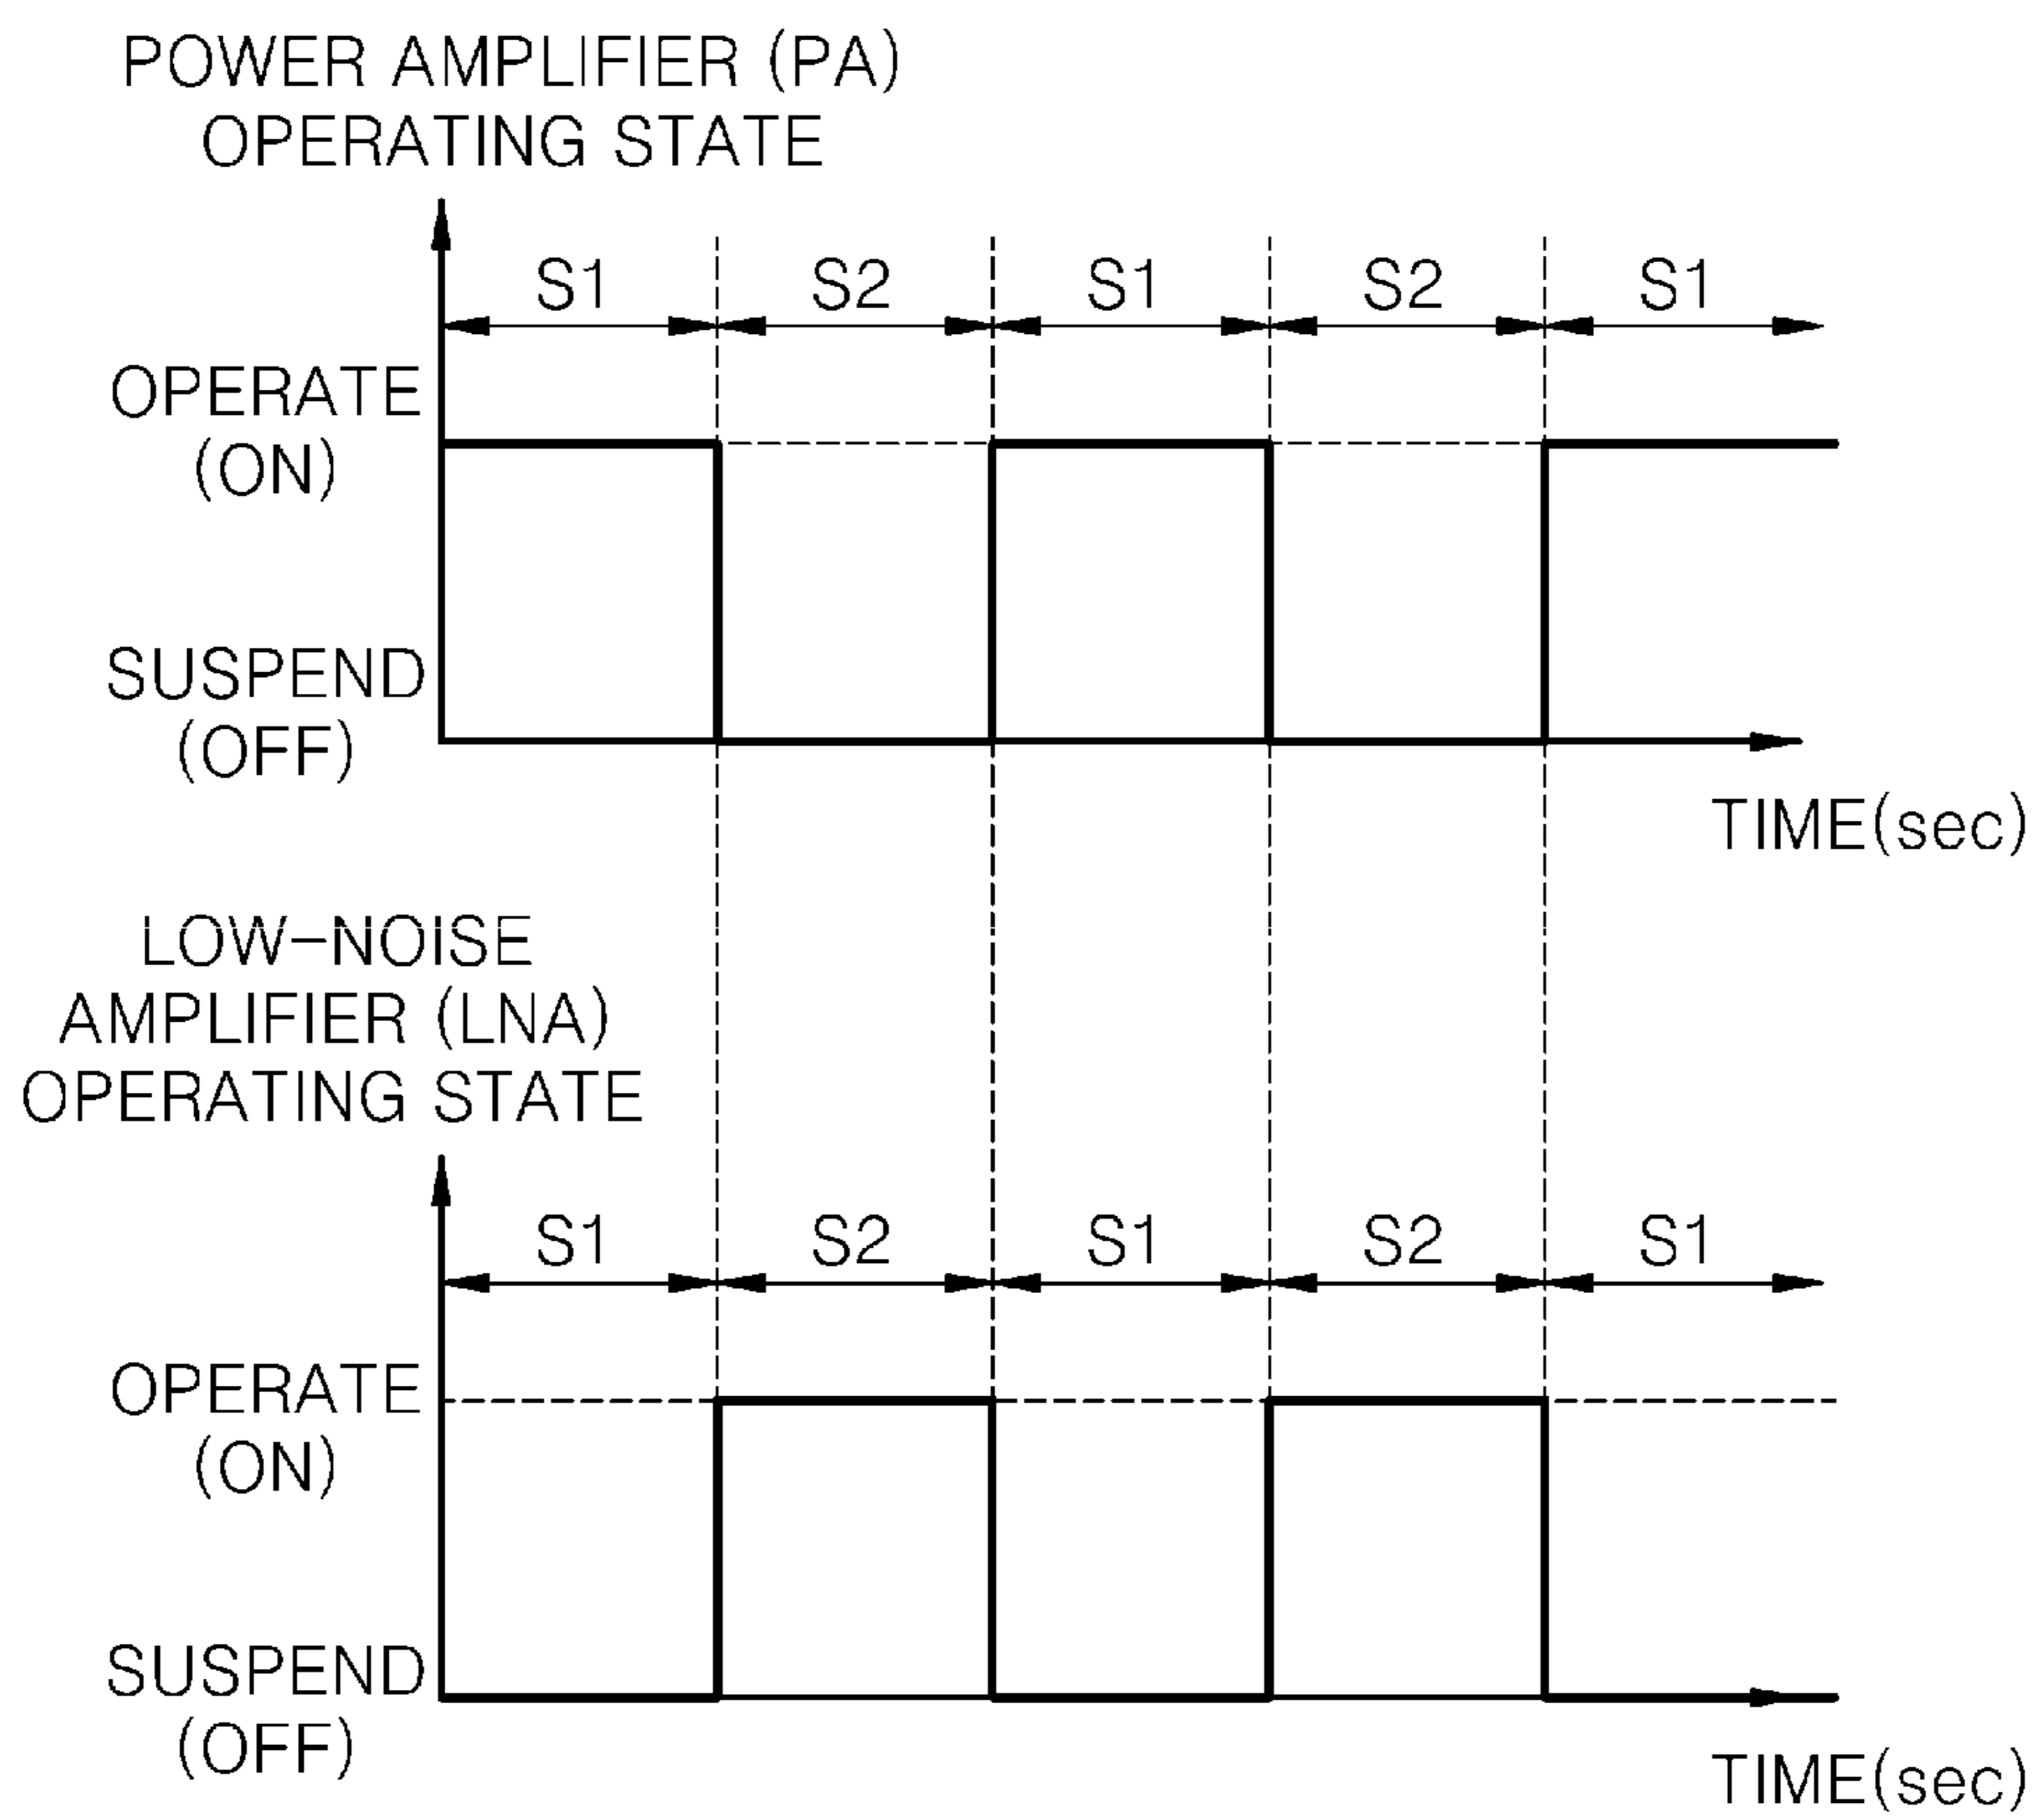 POWER AMPLIFIER (PA)
OPERATING STATE
S1 S2 S1 S2 S1
OPERATE
(ON)
SUSPEND
(OFF)
TIME(sec)
LOW-NOISE
AMPLIFIER (LNA)
OPERATING STATE
S1 S2 S1 S2 S1
OPERATE
(ON)
SUSPEND
(OFF)
TIME(sec)